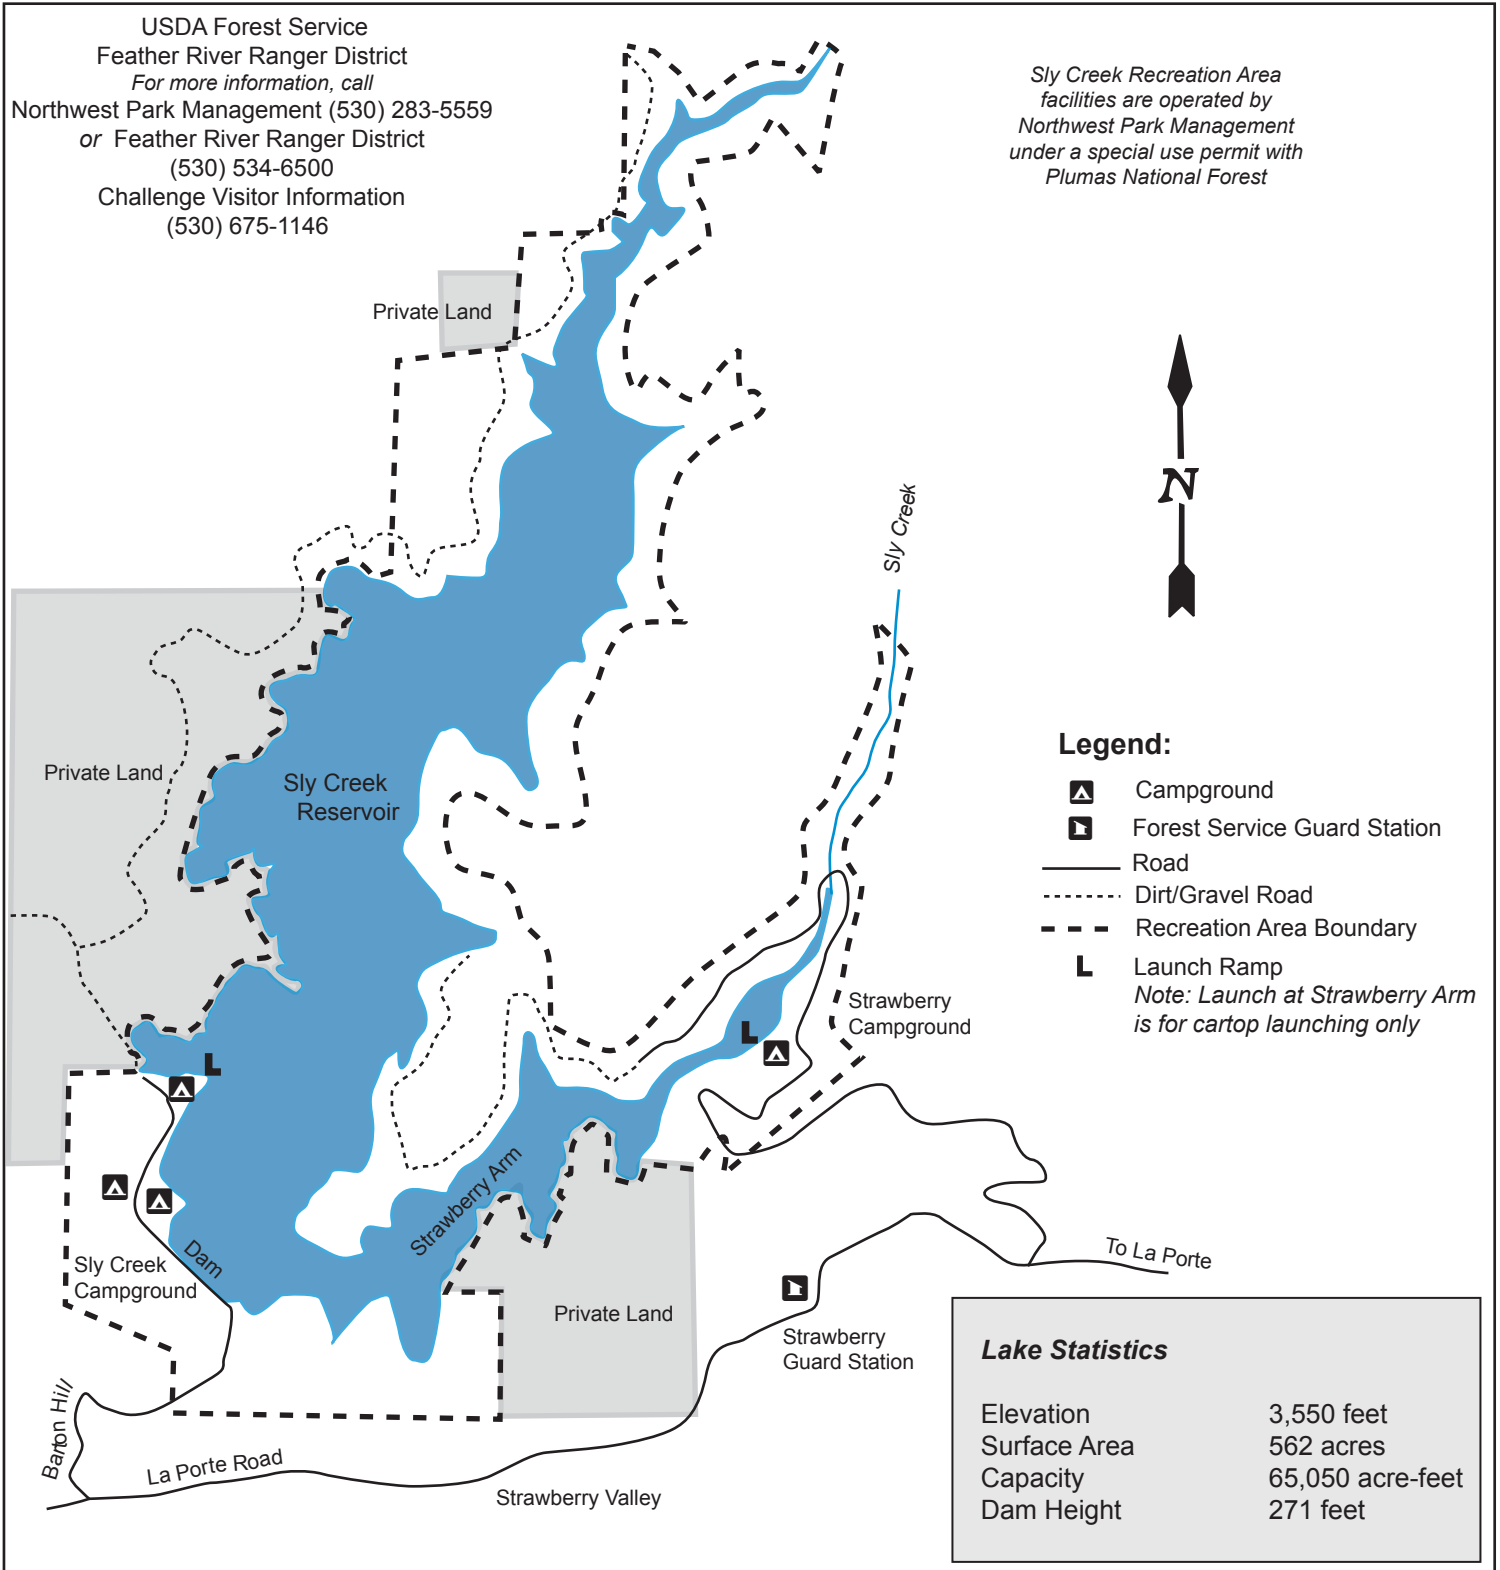 USDA Forest Service
Feather River Ranger District
For more information, call
Northwest Park Management (530) 283-5559
or Feather River Ranger District
(530) 534-6500
Challenge Visitor Information
(530) 675-1146
Sly Creek Recreation Area
facilities are operated by
Northwest Park Management
under a special use permit with
Plumas National Forest
Private Land
N
Sly Creek
Private Land
Sly Creek
Reservoir
Legend:
Campground
Forest Service Guard Station
Road
Dirt/Gravel Road
Recreation Area Boundary
L Launch Ramp
Note: Launch at Strawberry Arm
is for cartop launching only
Strawberry
Campground
L
L
Strawberry Arm
Dam
Sly Creek
Campground
To La Porte
Private Land
Strawberry
Guard Station
Barton Hill
La Porte Road
Strawberry Valley
Lake Statistics
Elevation 3,550 feet
Surface Area 562 acres
Capacity 65,050 acre-feet
Dam Height 271 feet